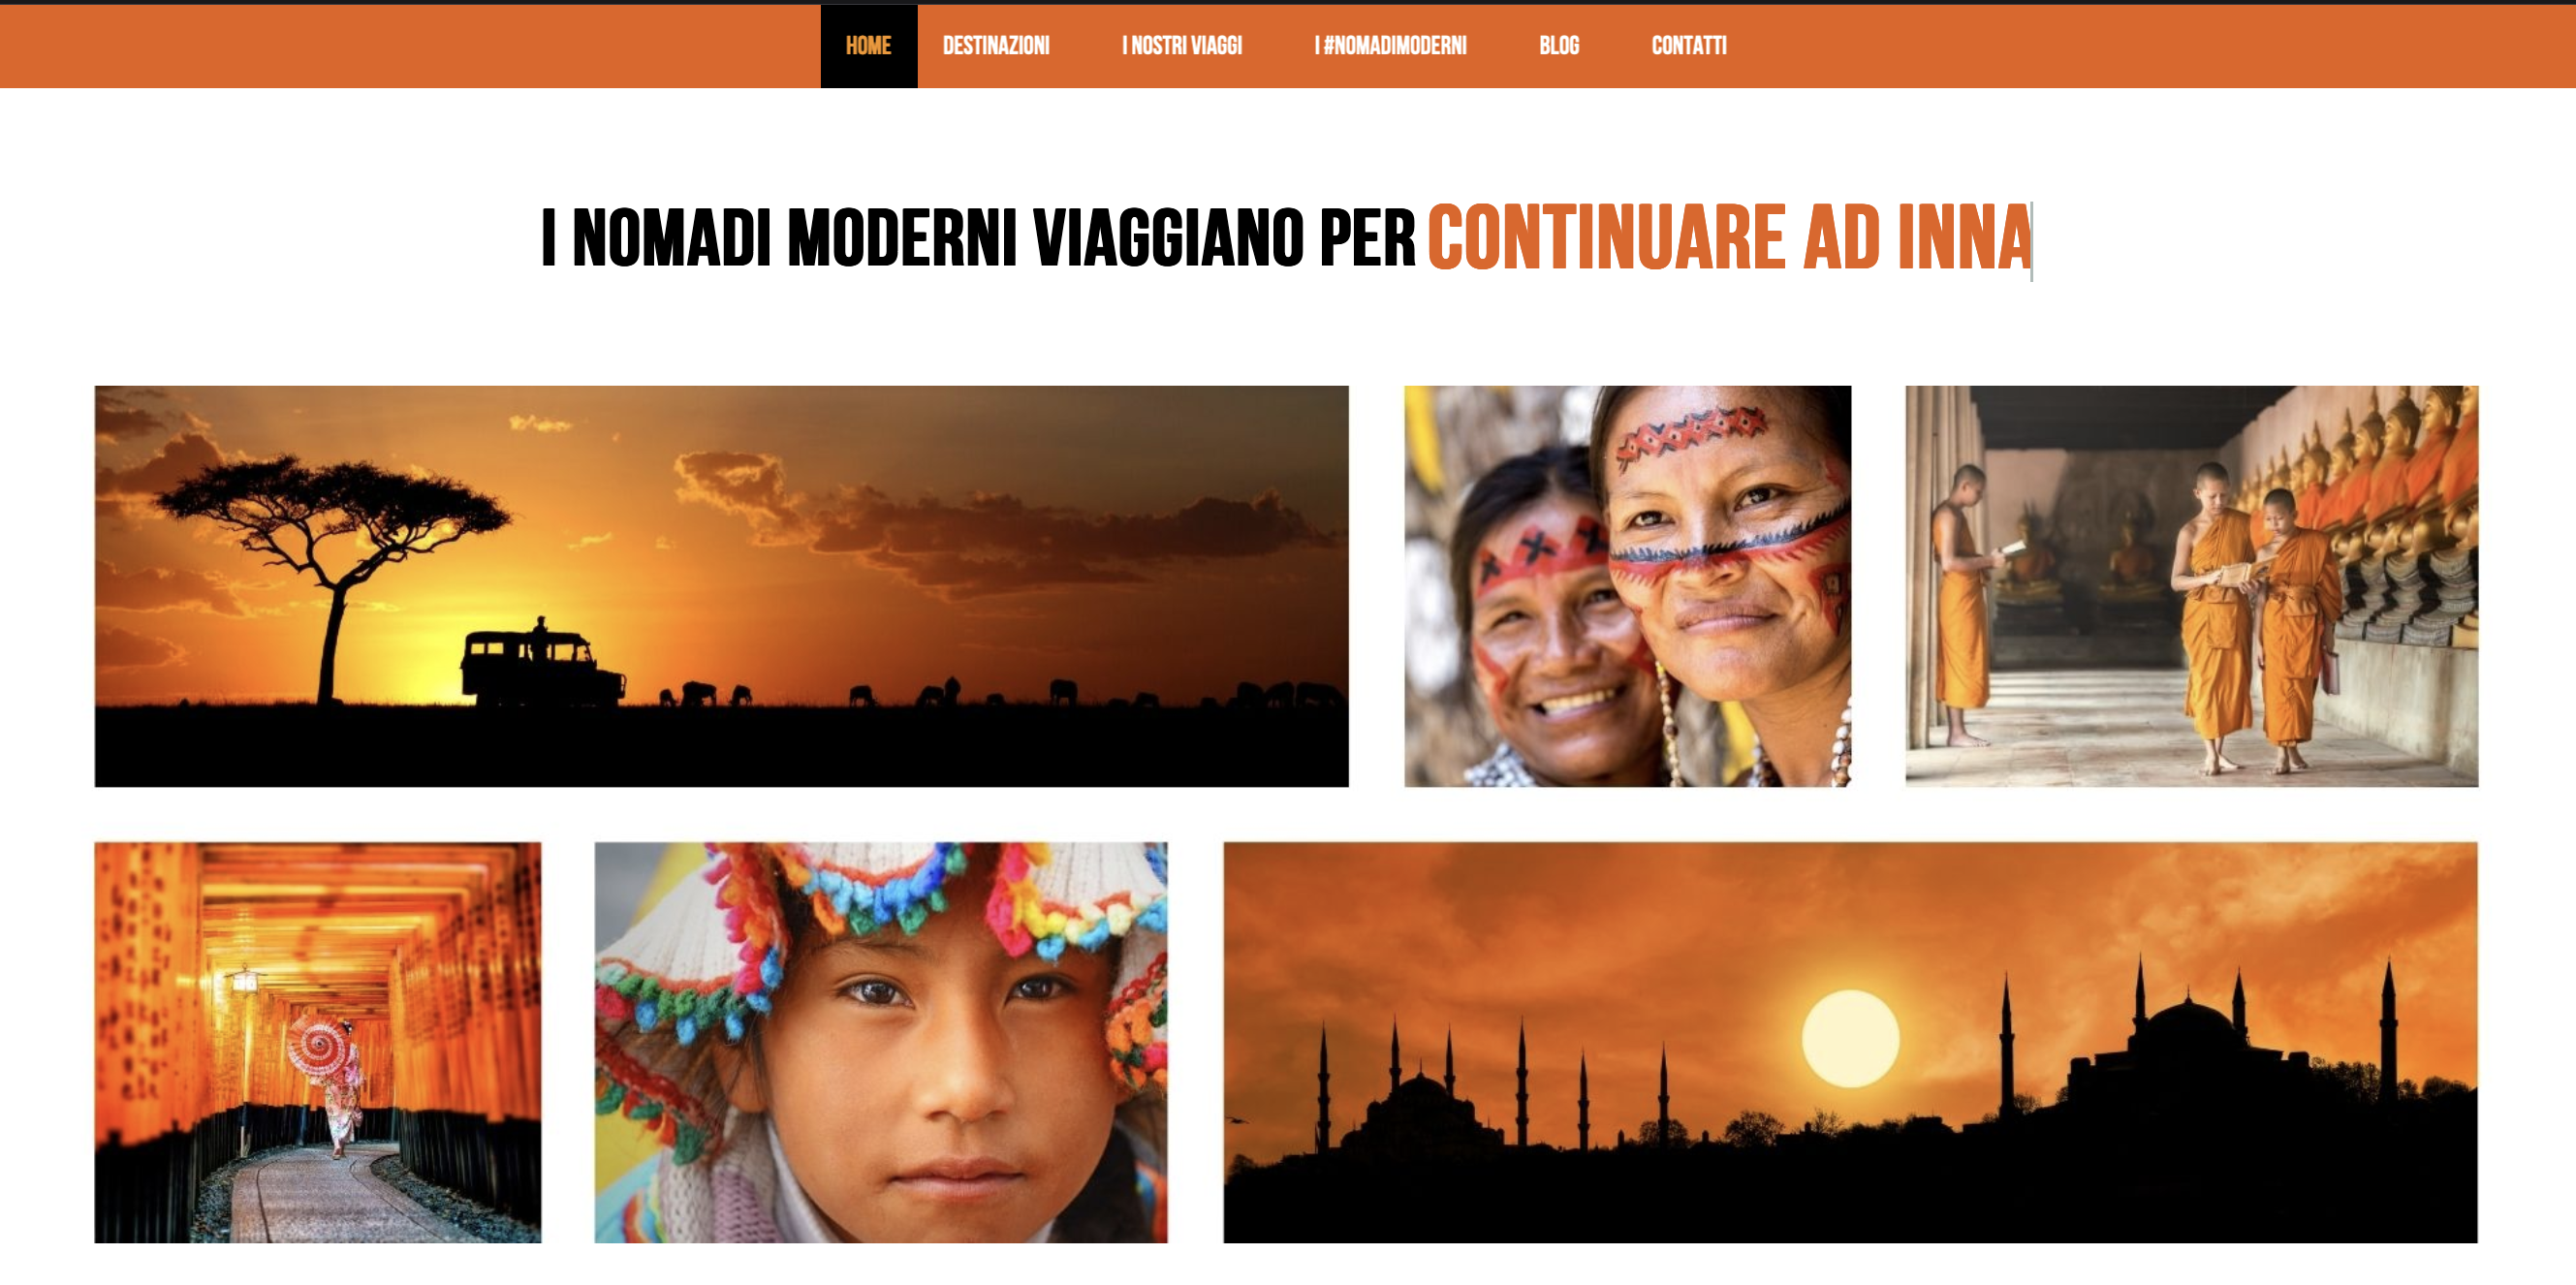 HOME DESTINAZIONI I NOSTRI VIAGGI I #NOMADIMODERNI BLOG CONTATTI
I NOMADI MODERNI VIAGGIANO PER CONTINUARE AD INNA